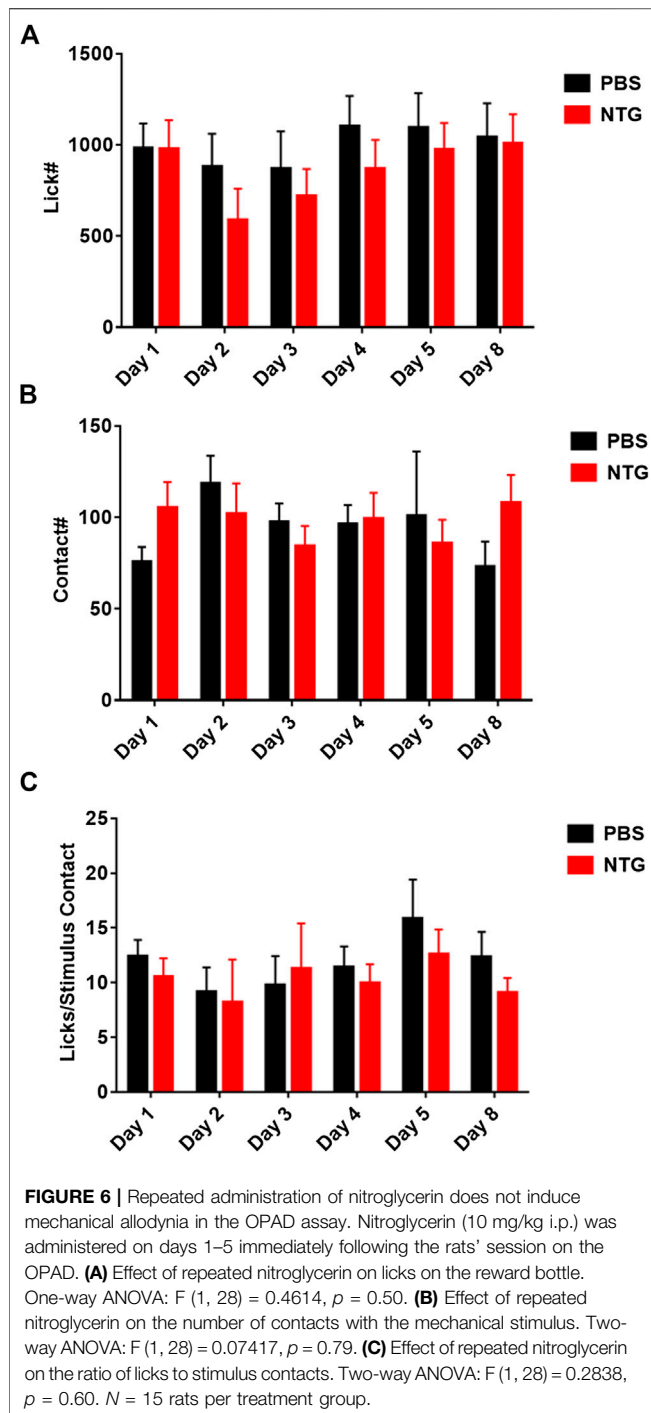 A
1500
1000
500
0
Lick#
PBS
NTG
Day 1
Day 2
Day 3
Day 4
Day 5
Day 8
B
150
100
50
0
Contact#
PBS
NTG
Day 1
Day 2
Day 3
Day 4
Day 5
Day 8
C
25
20
15
10
5
0
Licks/Stimulus Contact
PBS
NTG
Day 1
Day 2
Day 3
Day 4
Day 5
Day 8
FIGURE 6 | Repeated administration of nitroglycerin does not induce
mechanical allodynia in the OPAD assay. Nitroglycerin (10 mg/kg i.p.) was
administered on days 1–5 immediately following the rats' session on the
OPAD. (A) Effect of repeated nitroglycerin on licks on the reward bottle.
One-way ANOVA: F (1, 28) = 0.4614, p = 0.50. (B) Effect of repeated
nitroglycerin on the number of contacts with the mechanical stimulus. Two-
way ANOVA: F (1, 28) = 0.07417, p = 0.79. (C) Effect of repeated nitroglycerin
on the ratio of licks to stimulus contacts. Two-way ANOVA: F (1, 28) = 0.2838,
p = 0.60. N = 15 rats per treatment group.